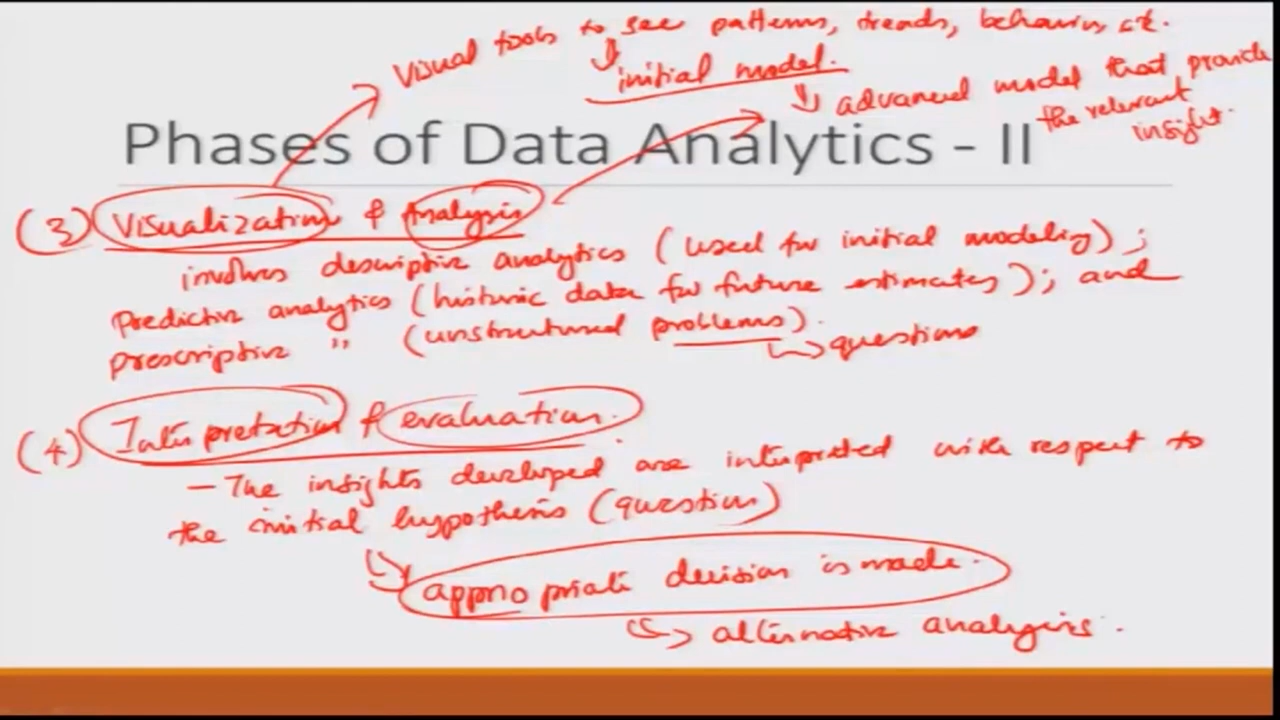 visual tools to see patterns, trends, behavior, etc.
initial model.
advanced model that provide
the relevant
insight.
Phases of Data Analytics - II
(3) Visualization & Analysis
involves descriptive analytics (used for initial modeling);
Predictive analytics (historic data for future estimates); and
prescriptive " (unstructured problems).
questions
(4) Interpretation & evaluation.
- The insights developed are interpreted with respect to
the initial hypothesis (question)
appropriate decision is made.
alternative analysis.